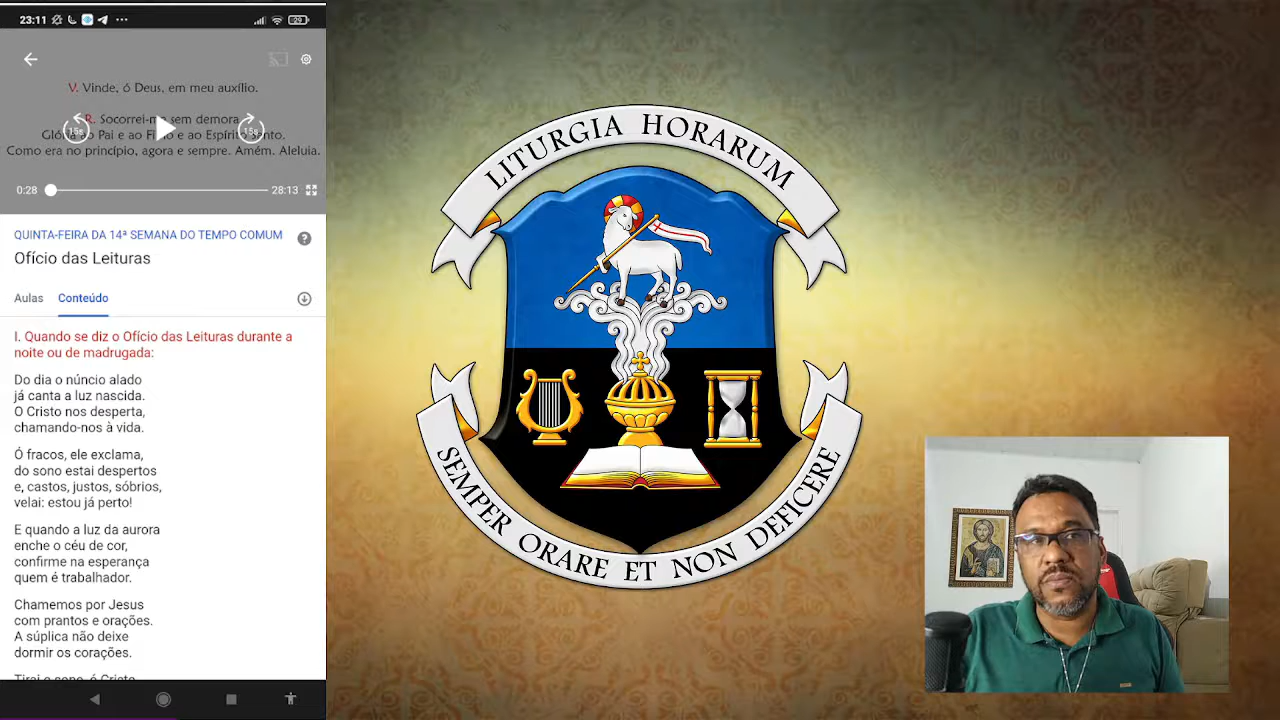 23:11
29
V. Vinde, ó Deus, em meu auxílio.
R. Socorrei-me sem demora.
Glória ao Pai e ao Filho e ao Espírito Santo.
Como era no princípio, agora e sempre. Amém. Aleluia.
15s
15s
0:28
28:13
QUINTA-FEIRA DA 14ª SEMANA DO TEMPO COMUM
Ofício das Leituras
Aulas
Conteúdo
I. Quando se diz o Ofício das Leituras durante a
noite ou de madrugada:
Do dia o núncio alado
já canta a luz nascida.
O Cristo nos desperta,
chamando-nos à vida.
Ó fracos, ele exclama,
do sono estai despertos
e, castos, justos, sóbrios,
velai: estou já perto!
E quando a luz da aurora
enche o céu de cor,
confirme na esperança
quem é trabalhador.
Chamemos por Jesus
com prantos e orações.
A súplica não deixe
dormir os corações.
LITURGIA HORARUM
SEMPER ORARE ET NON DEFICERE